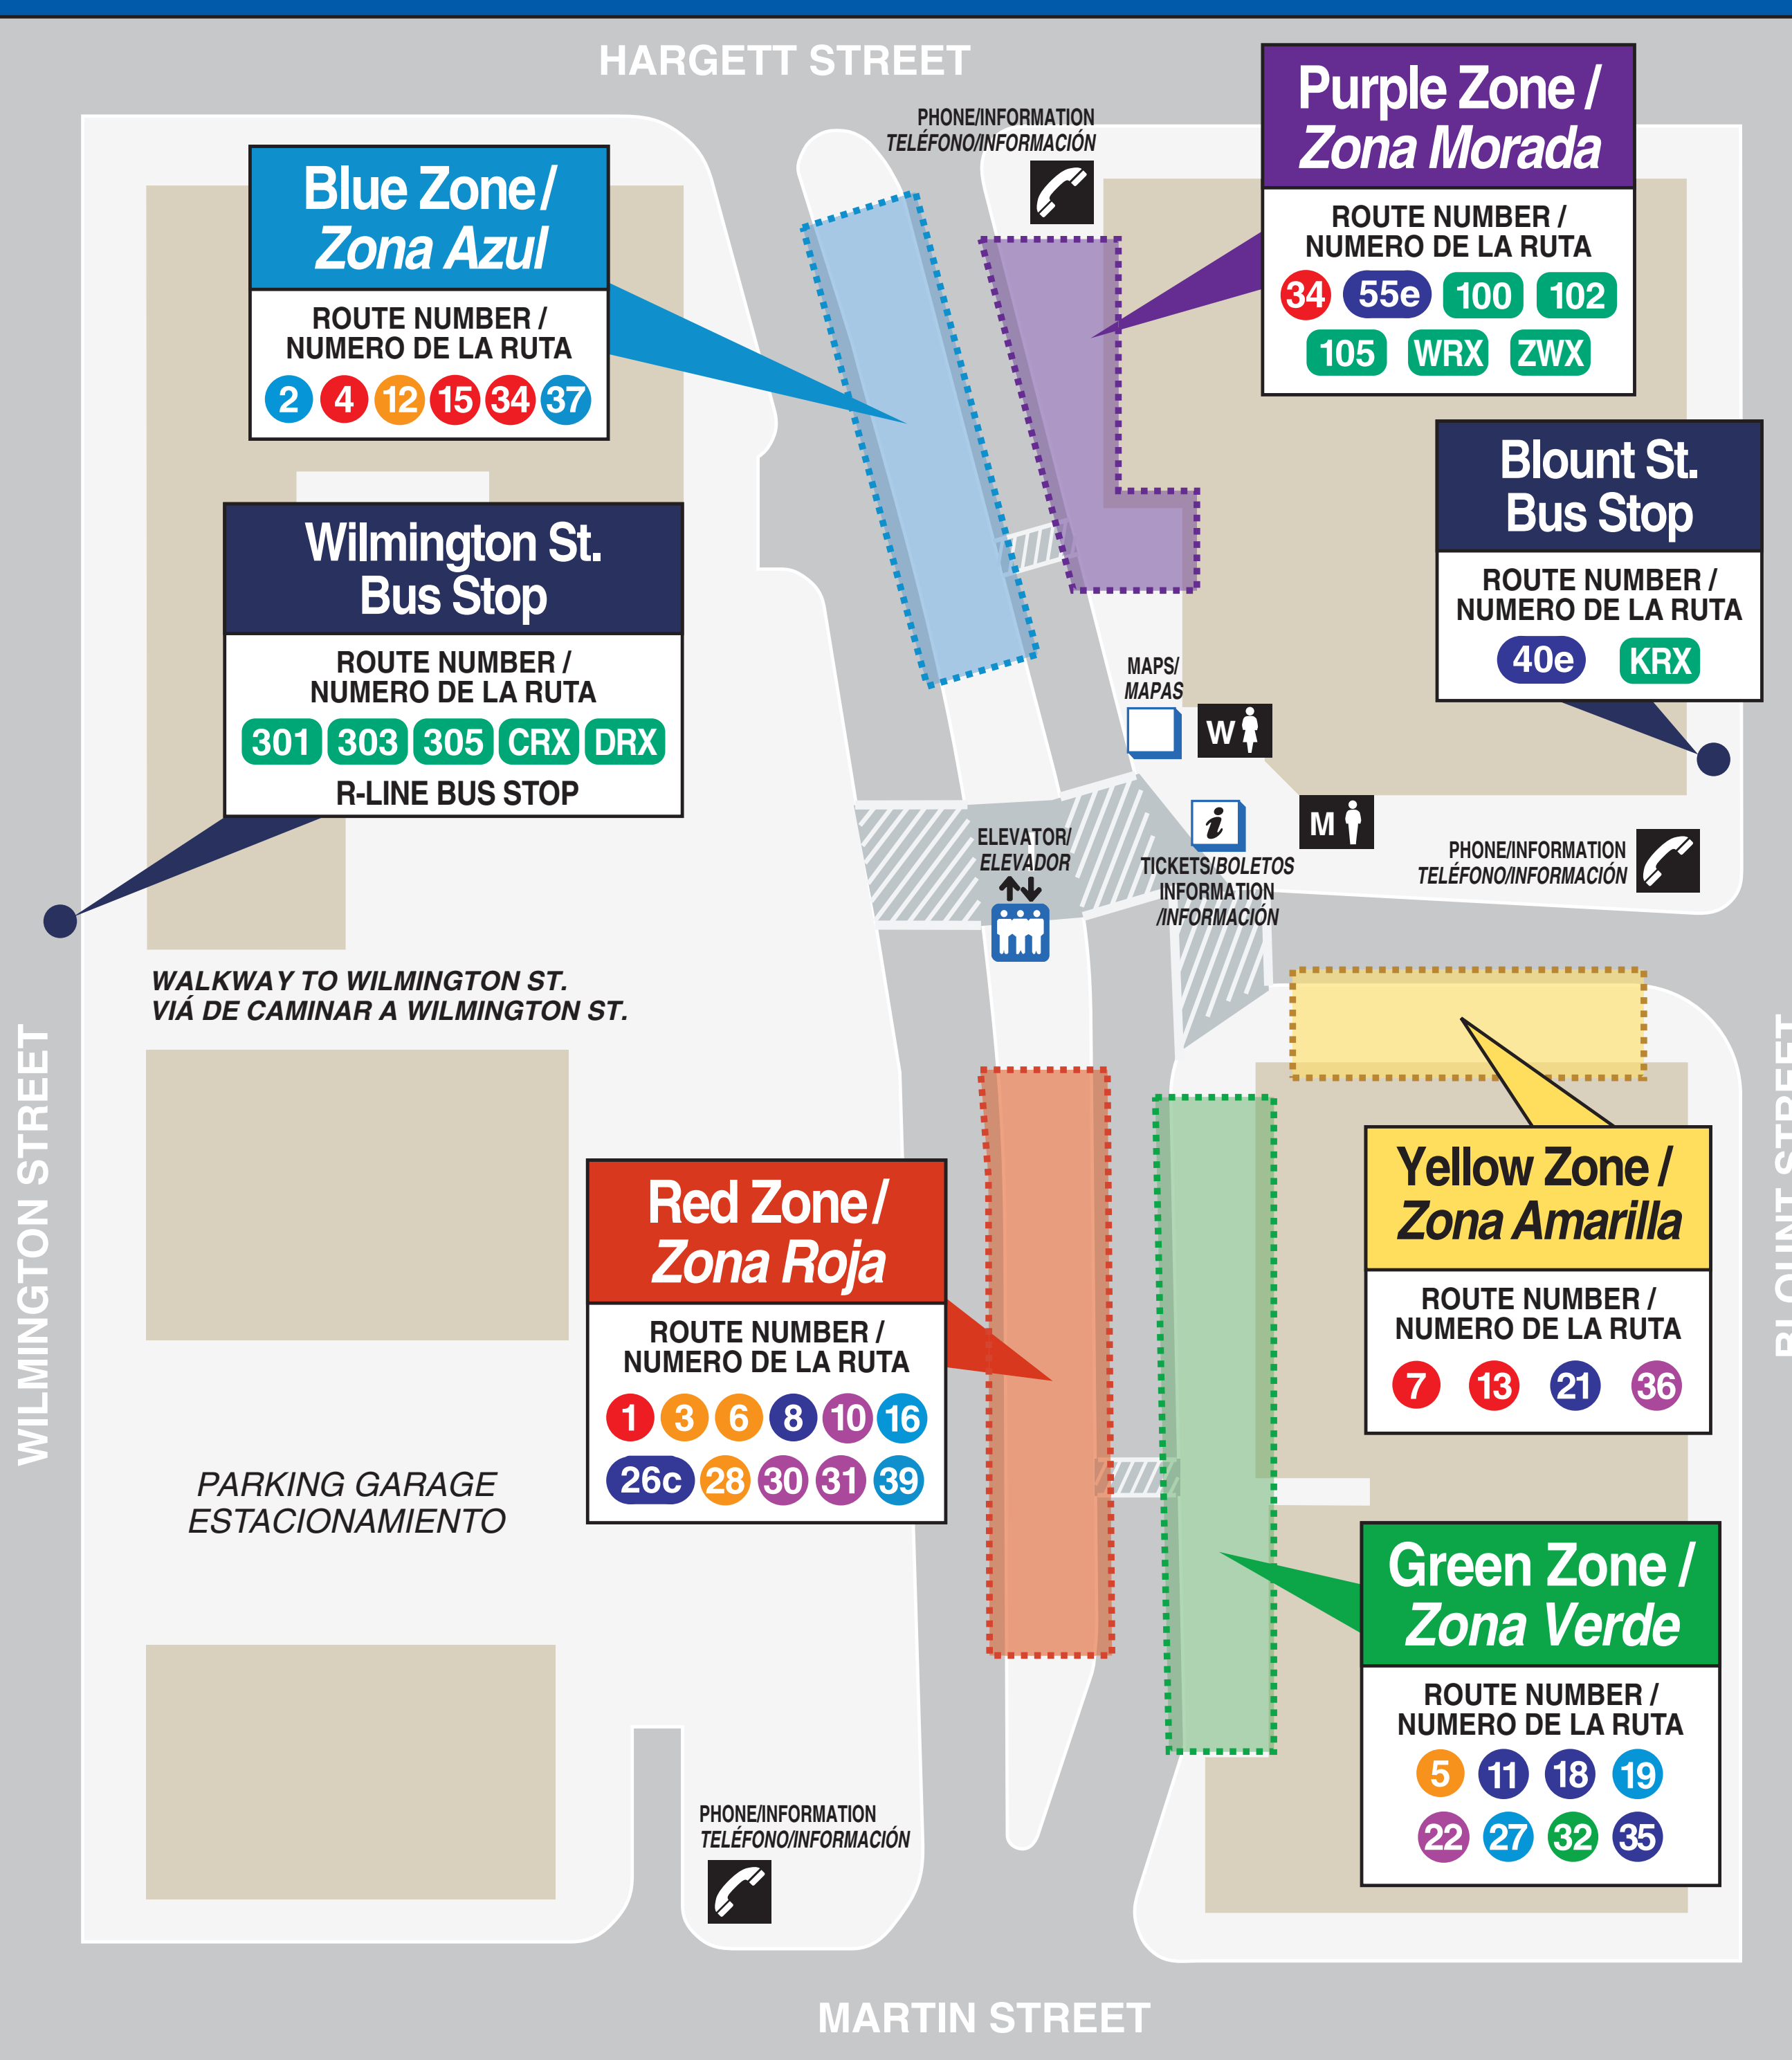 HARGETT STREET
PHONE/INFORMATION
TELÉFONO/INFORMACIÓN
Purple Zone /
Zona Morada
ROUTE NUMBER /
NUMERO DE LA RUTA
34 55e 100 102
105 WRX ZWX
Blue Zone /
Zona Azul
ROUTE NUMBER /
NUMERO DE LA RUTA
2 4 12 15 34 37
Blount St.
Bus Stop
ROUTE NUMBER /
NUMERO DE LA RUTA
40e KRX
Wilmington St.
Bus Stop
ROUTE NUMBER /
NUMERO DE LA RUTA
301 303 305 CRX DRX
R-LINE BUS STOP
MAPS/
MAPAS
W
M
i
ELEVATOR/
ELEVADOR
TICKETS/BOLETOS
INFORMATION
/INFORMACIÓN
PHONE/INFORMATION
TELÉFONO/INFORMACIÓN
WALKWAY TO WILMINGTON ST.
VIÁ DE CAMINAR A WILMINGTON ST.
WILMINGTON STREET
BLOUNT STREET
Yellow Zone /
Zona Amarilla
ROUTE NUMBER /
NUMERO DE LA RUTA
7 13 21 36
Red Zone /
Zona Roja
ROUTE NUMBER /
NUMERO DE LA RUTA
1 3 6 8 10 16
26c 28 30 31 39
PARKING GARAGE
ESTACIONAMIENTO
Green Zone /
Zona Verde
ROUTE NUMBER /
NUMERO DE LA RUTA
5 11 18 19
22 27 32 35
PHONE/INFORMATION
TELÉFONO/INFORMACIÓN
MARTIN STREET